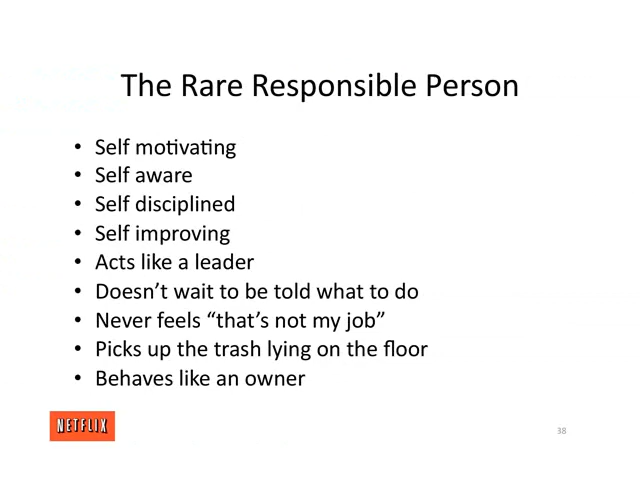 The Rare Responsible Person
• Self motivating
• Self aware
• Self disciplined
• Self improving
• Acts like a leader
• Doesn’t wait to be told what to do
• Never feels “that’s not my job”
• Picks up the trash lying on the floor
• Behaves like an owner
NETFLIX
38